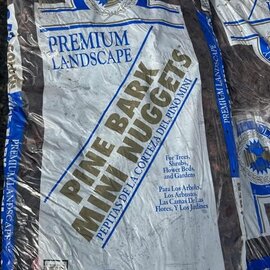 PREMIUM
LANDSCAPE
PINE BARK
MINI NUGGETS
PEPITAS DE LA CORTEZA DEL PINO MINI
For Trees,
Shrubs,
Flower Beds,
and Gardens
Para Los Arboles,
Los Arbustos,
Las Camas De Las
Flores, Y Los Jardines
PREMIUM LANDSCAPE